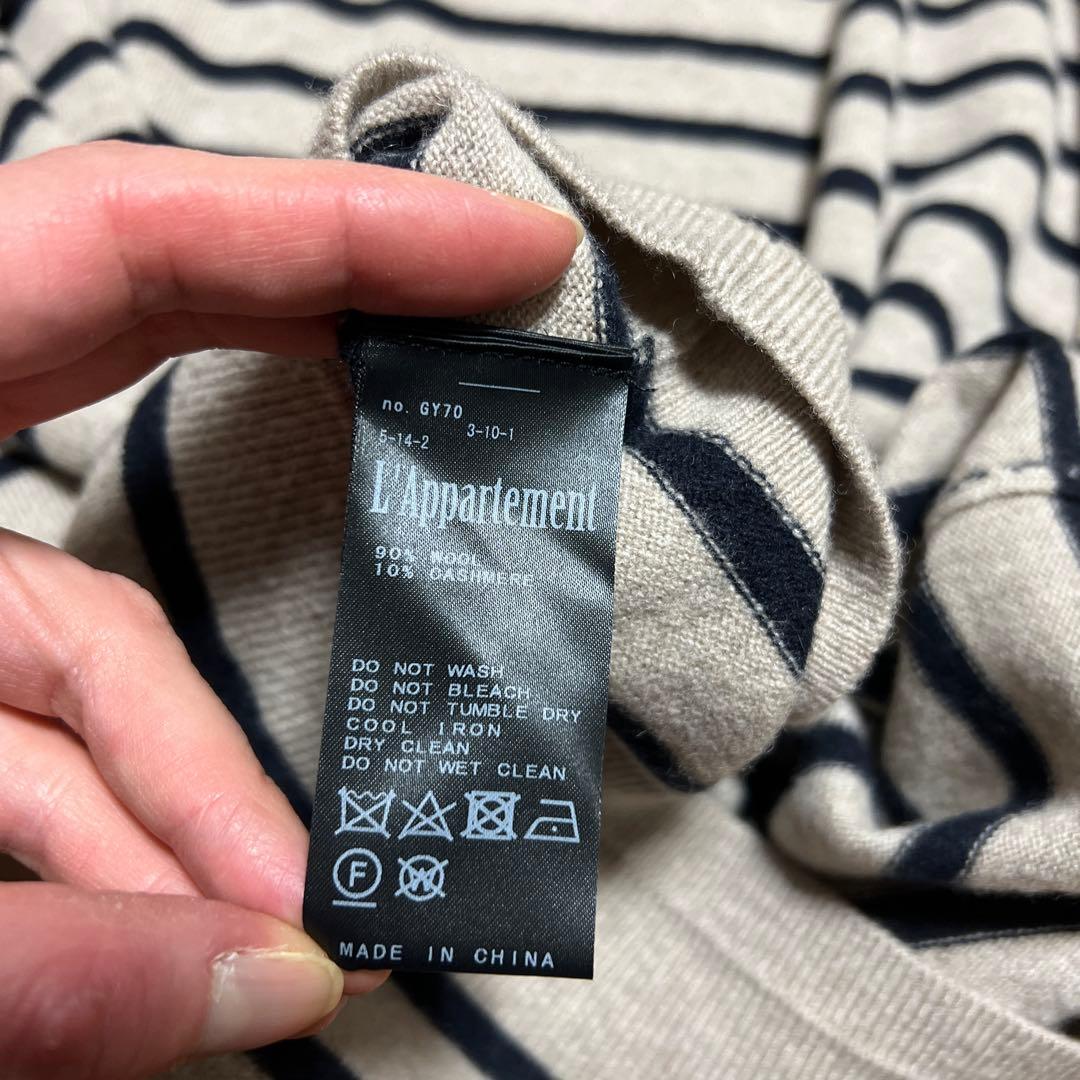 no. GY70
5-14-2 3-10-1
L'Appartement
90% WOOL
10% CASHMERE
DO NOT WASH
DO NOT BLEACH
DO NOT TUMBLE DRY
COOL IRON
DRY CLEAN
DO NOT WET CLEAN
F W
MADE IN CHINA